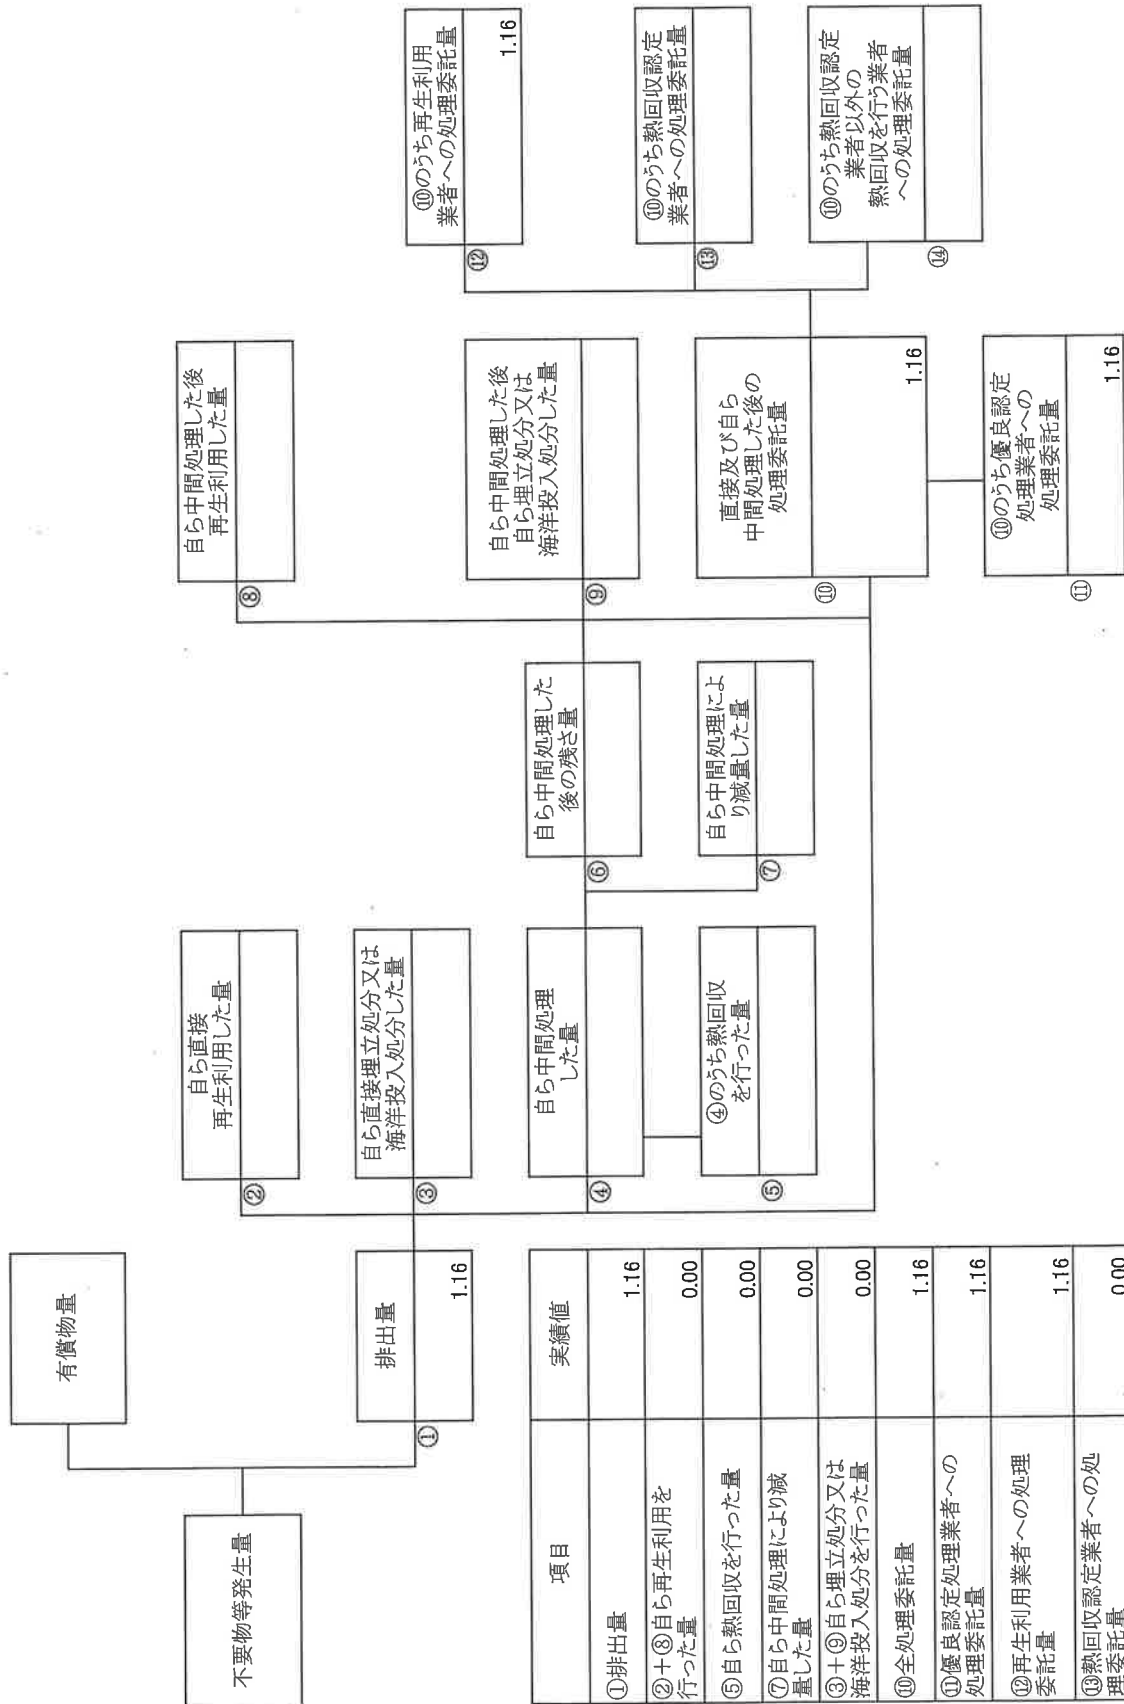 不要物等発生量
有償物量
排出量
①
1.16
自ら直接
再生利用した量
②
自ら直接埋立処分又は
海洋投入処分した量
③
自ら中間処理
した量
④
④のうち熱回収
を行った量
⑤
自ら中間処理した
後の残さ量
⑥
自ら中間処理によ
り減量した量
⑦
自ら中間処理した後
再生利用した量
⑧
自ら中間処理した後
自ら埋立処分又は
海洋投入処分した量
⑨
直接及び自ら
中間処理した後の
処理委託量
⑩
1.16
⑩のうち優良認定
処理業者への
処理委託量
⑪
1.16
⑩のうち再生利用
業者への処理委託量
⑫
1.16
⑩のうち熱回収認定
業者への処理委託量
⑬
⑩のうち熱回収認定
業者以外の
熱回収を行う業者
への処理委託量
⑭
項目 実績値
①排出量 1.16
②+⑧自ら再生利用を
行った量 0.00
⑤自ら熱回収を行った量 0.00
⑦自ら中間処理により減
量した量 0.00
③+⑨自ら埋立処分又は
海洋投入処分を行った量 0.00
⑩全処理委託量 1.16
⑪優良認定処理業者への
処理委託量 1.16
⑫再生利用業者への処理
委託量 1.16
⑬熱回収認定業者への処
理委託量 0.00